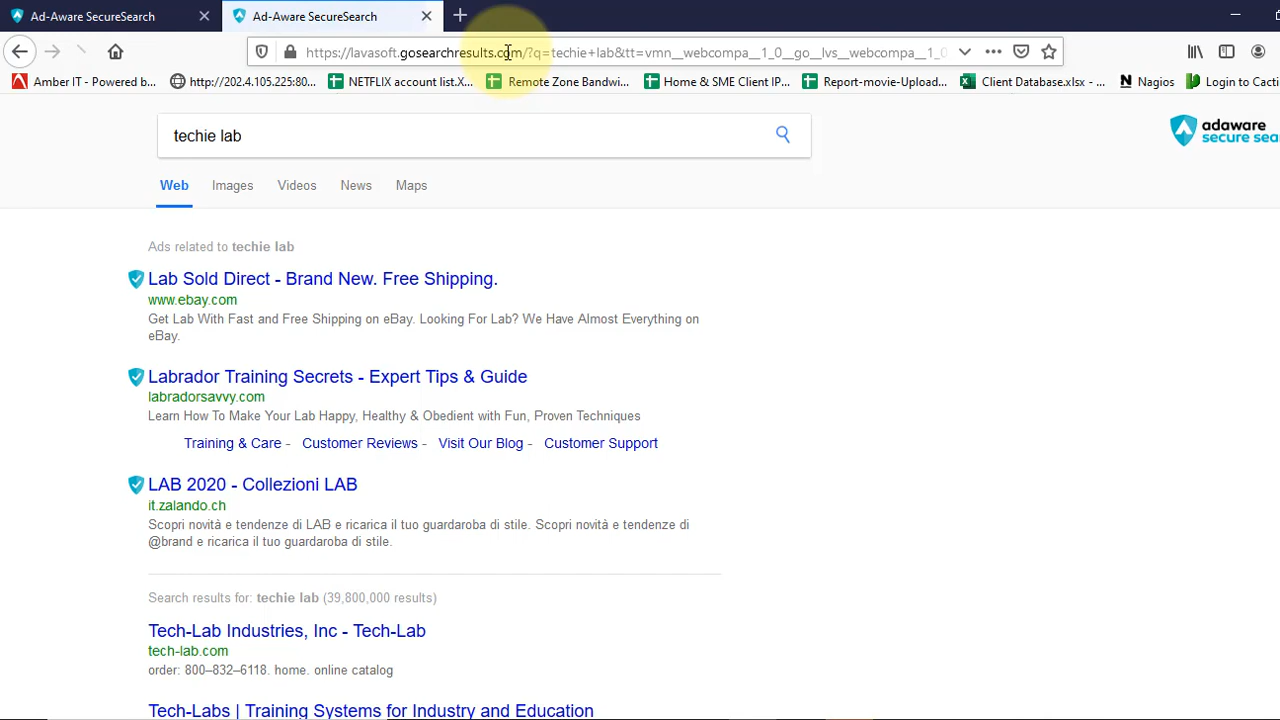 Ad-Aware SecureSearch
Ad-Aware SecureSearch
https://lavasoft.gosearchresults.com/?q=techie+lab&tt=vmn__webcompa__1_0__go__lvs__webcompa__1_0
Amber IT - Powered b...
http://202.4.105.225:80...
NETFLIX account list.X...
Remote Zone Bandwi...
Home & SME Client IP...
Report-movie-Upload...
Client Database.xlsx - ...
Nagios
Login to Cacti
techie lab
adaware
secure sea
Web Images Videos News Maps
Ads related to techie lab
Lab Sold Direct - Brand New. Free Shipping.
www.ebay.com
Get Lab With Fast and Free Shipping on eBay. Looking For Lab? We Have Almost Everything on
eBay.
Labrador Training Secrets - Expert Tips & Guide
labradorsavvy.com
Learn How To Make Your Lab Happy, Healthy & Obedient with Fun, Proven Techniques
Training & Care - Customer Reviews - Visit Our Blog - Customer Support
LAB 2020 - Collezioni LAB
it.zalando.ch
Scopri novità e tendenze di LAB e ricarica il tuo guardaroba di stile. Scopri novità e tendenze di
@brand e ricarica il tuo guardaroba di stile.
Search results for: techie lab (39,800,000 results)
Tech-Lab Industries, Inc - Tech-Lab
tech-lab.com
order: 800–832–6118. home. online catalog
Tech-Labs | Training Systems for Industry and Education